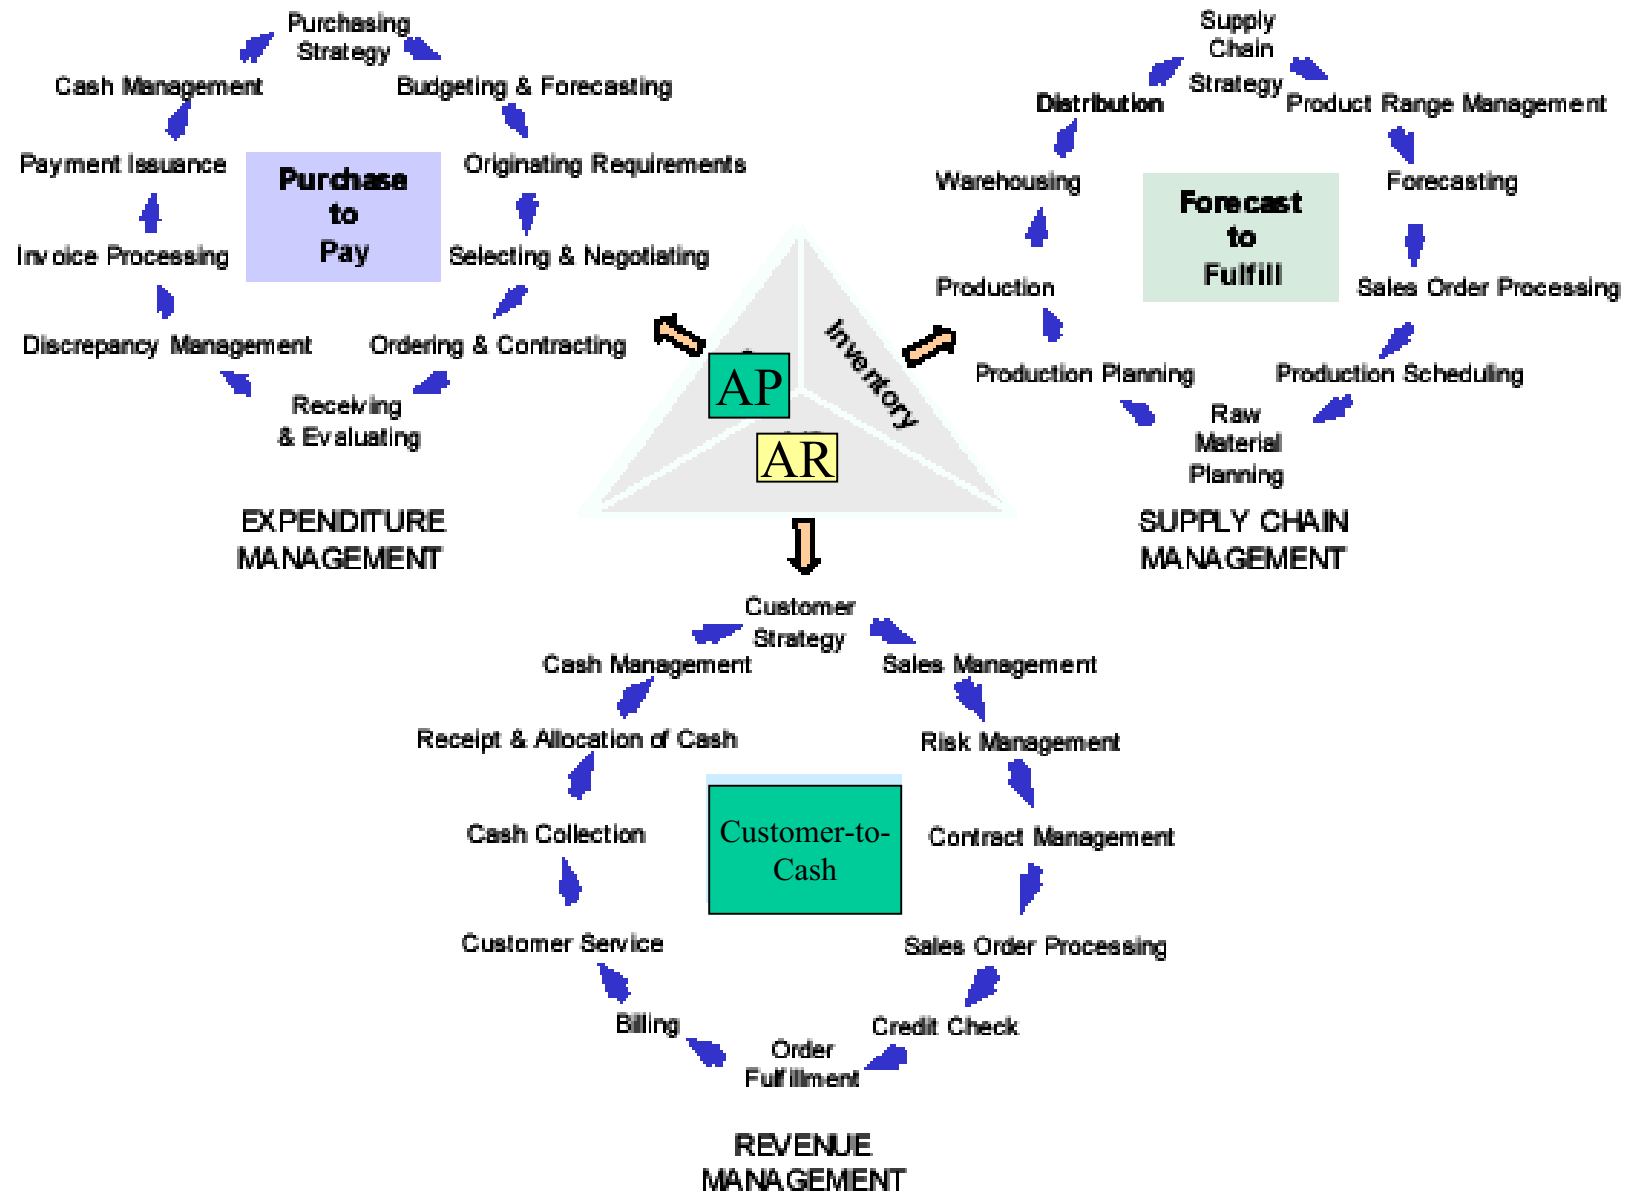 Purchasing
Strategy
Cash Management
Budgeting & Forecasting
Payment Issuance
Purchase
to
Pay
Originating Requirements
Invoice Processing
Selecting & Negotiating
Discrepancy Management
Ordering & Contracting
Receiving
& Evaluating
EXPENDITURE
MANAGEMENT
Supply
Chain
Strategy
Distribution
Product Range Management
Warehousing
Forecast
to
Fulfill
Forecasting
Production
Sales Order Processing
Production Planning
Production Scheduling
Raw
Material
Planning
SUPPLY CHAIN
MANAGEMENT
AP
Inventory
AR
Customer
Strategy
Cash Management
Sales Management
Receipt & Allocation of Cash
Risk Management
Cash Collection
Customer-to-
Cash
Contract Management
Customer Service
Sales Order Processing
Billing
Credit Check
Order
Fulfillment
REVENUE
MANAGEMENT